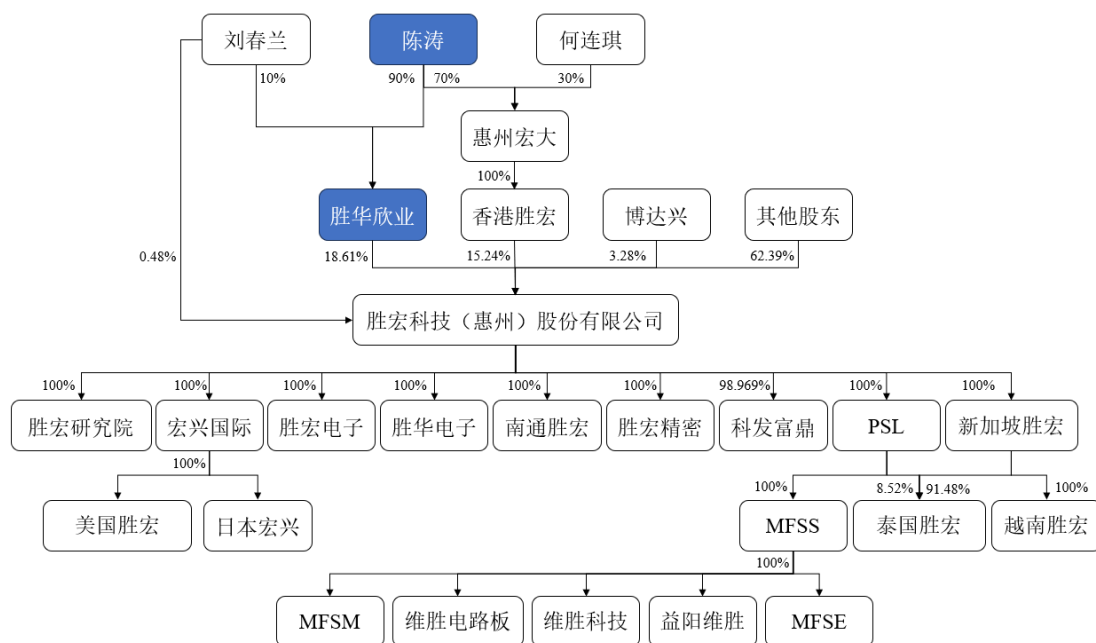 刘春兰
陈涛
何连琪
10%
90%
70%
30%
惠州宏大
100%
胜华欣业
香港胜宏
博达兴
其他股东
0.48%
18.61%
15.24%
3.28%
62.39%
胜宏科技（惠州）股份有限公司
100%
100%
100%
100%
100%
100%
98.969%
100%
100%
胜宏研究院
宏兴国际
胜宏电子
胜华电子
南通胜宏
胜宏精密
科发富鼎
PSL
新加坡胜宏
100%
100%
8.52%
91.48%
100%
美国胜宏
日本宏兴
MFSS
泰国胜宏
越南胜宏
100%
MFSM
维胜电路板
维胜科技
益阳维胜
MFSE